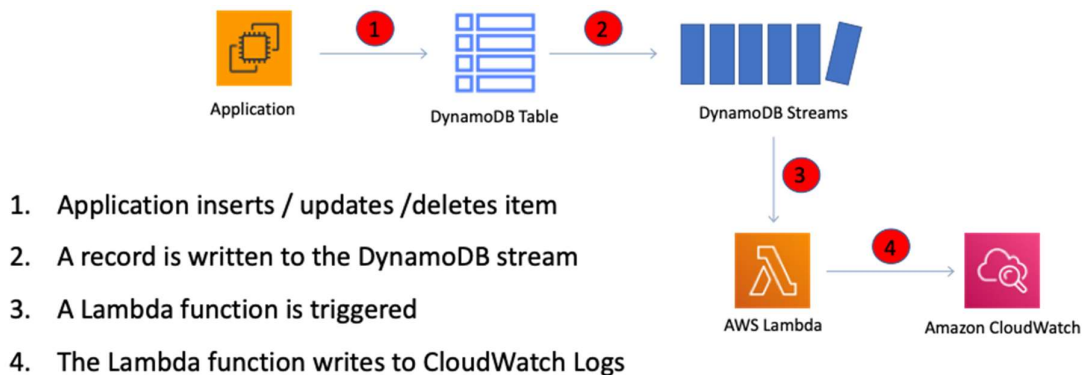 1
2
Application
DynamoDB Table
DynamoDB Streams
3
1. Application inserts / updates /deletes item
2. A record is written to the DynamoDB stream
3. A Lambda function is triggered
4. The Lambda function writes to CloudWatch Logs
4
AWS Lambda
Amazon CloudWatch